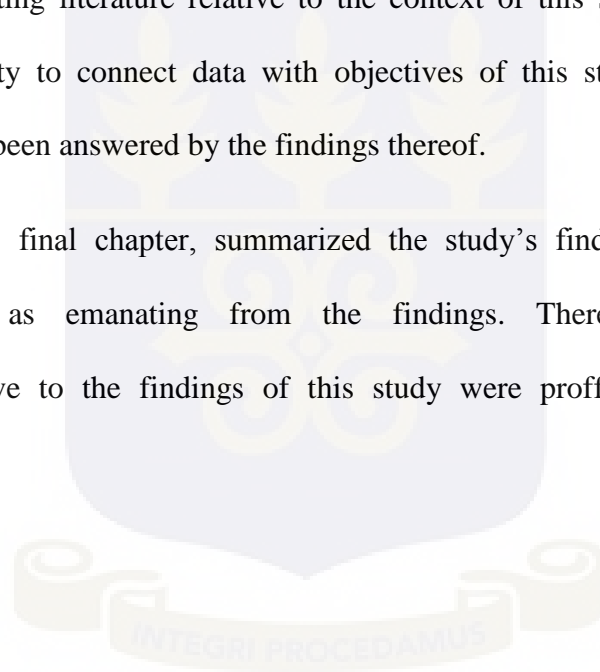 ting literature relative to the context of this
ty to connect data with objectives of this st
been answered by the findings thereof.
final chapter, summarized the study’s find
as emanating from the findings. There
ve to the findings of this study were proff
INTEGRI PROCEDAMUS